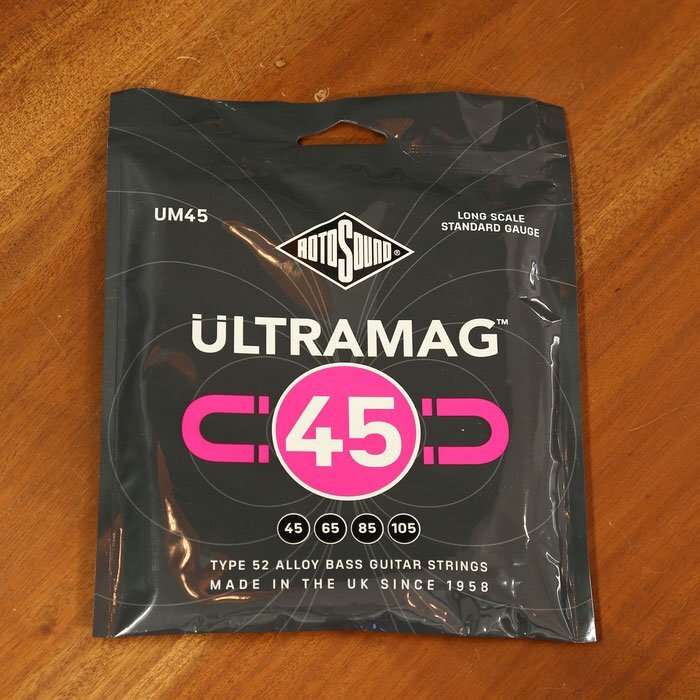 UM45
LONG SCALE
STANDARD GAUGE
ROTOSOUND®
ULTRAMAG™
45
45 65 85 105
TYPE 52 ALLOY BASS GUITAR STRINGS
MADE IN THE UK SINCE 1958